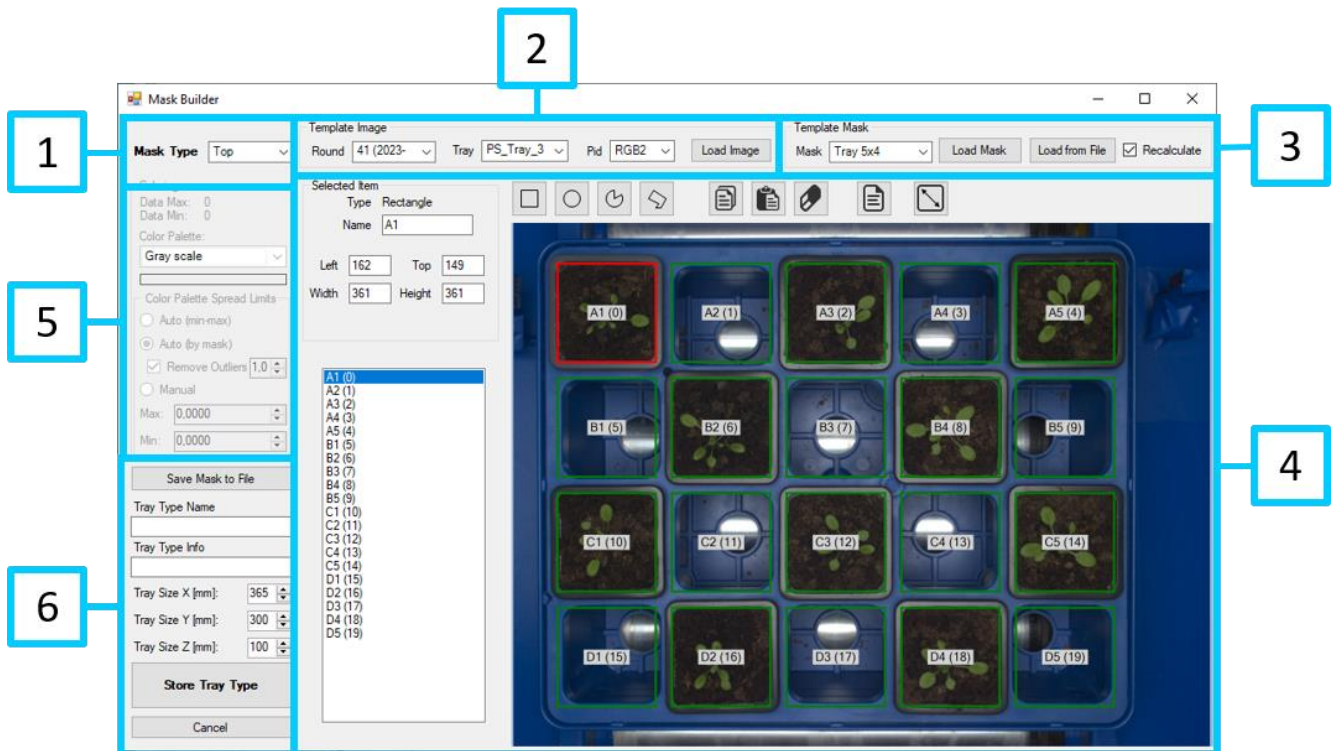 2
Mask Builder
1
Mask Type Top
Template Image
Round 41 (2023- Tray PS_Tray_3 Pid RGB2 Load Image
Template Mask
Mask Tray 5x4 Load Mask Load from File Recalculate
3
5
Data Max: 0
Data Min: 0
Color Palette:
Gray scale
Color Palette Spread Limits
Auto (min-max)
Auto (by mask)
Remove Outliers 1,0
Manual
Max: 0,0000
Min: 0,0000
Selected Item
Type Rectangle
Name A1
Left 162 Top 149
Width 361 Height 361
A1 (0)
A2 (1)
A3 (2)
A4 (3)
A5 (4)
B1 (5)
B2 (6)
B3 (7)
B4 (8)
B5 (9)
C1 (10)
C2 (11)
C3 (12)
C4 (13)
C5 (14)
D1 (15)
D2 (16)
D3 (17)
D4 (18)
D5 (19)
A1 (0) A2 (1) A3 (2) A4 (3) A5 (4)
B1 (5) B2 (6) B3 (7) B4 (8) B5 (9)
C1 (10) C2 (11) C3 (12) C4 (13) C5 (14)
D1 (15) D2 (16) D3 (17) D4 (18) D5 (19)
4
6
Save Mask to File
Tray Type Name
Tray Type Info
Tray Size X [mm]: 365
Tray Size Y [mm]: 300
Tray Size Z [mm]: 100
Store Tray Type
Cancel